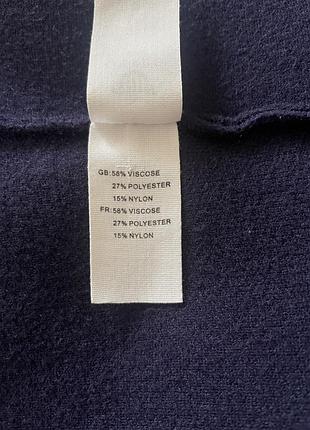 GB:58% VISCOSE
27% POLYESTER
15% NYLON
FR:58% VISCOSE
27% POLYESTER
15% NYLON